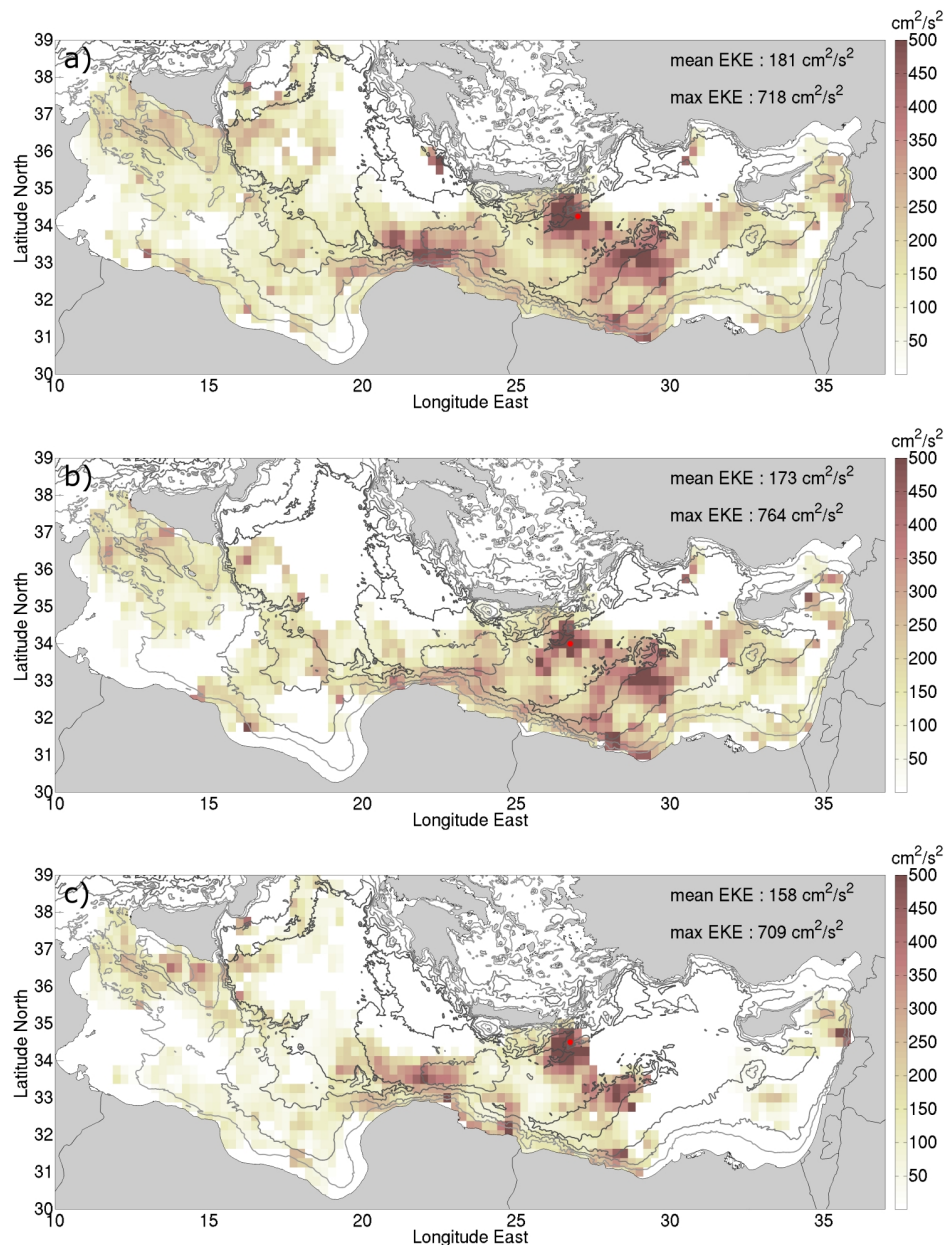 cm²/s²
a)
mean EKE : 181 cm²/s²
max EKE : 718 cm²/s²
39
38
37
36
35
34
33
32
31
30
Latitude North
10 15 20 25 30 35
Longitude East
500
450
400
350
300
250
200
150
100
50
cm²/s²
b)
mean EKE : 173 cm²/s²
max EKE : 764 cm²/s²
39
38
37
36
35
34
33
32
31
30
Latitude North
10 15 20 25 30 35
Longitude East
500
450
400
350
300
250
200
150
100
50
cm²/s²
c)
mean EKE : 158 cm²/s²
max EKE : 709 cm²/s²
39
38
37
36
35
34
33
32
31
30
Latitude North
10 15 20 25 30 35
Longitude East
500
450
400
350
300
250
200
150
100
50